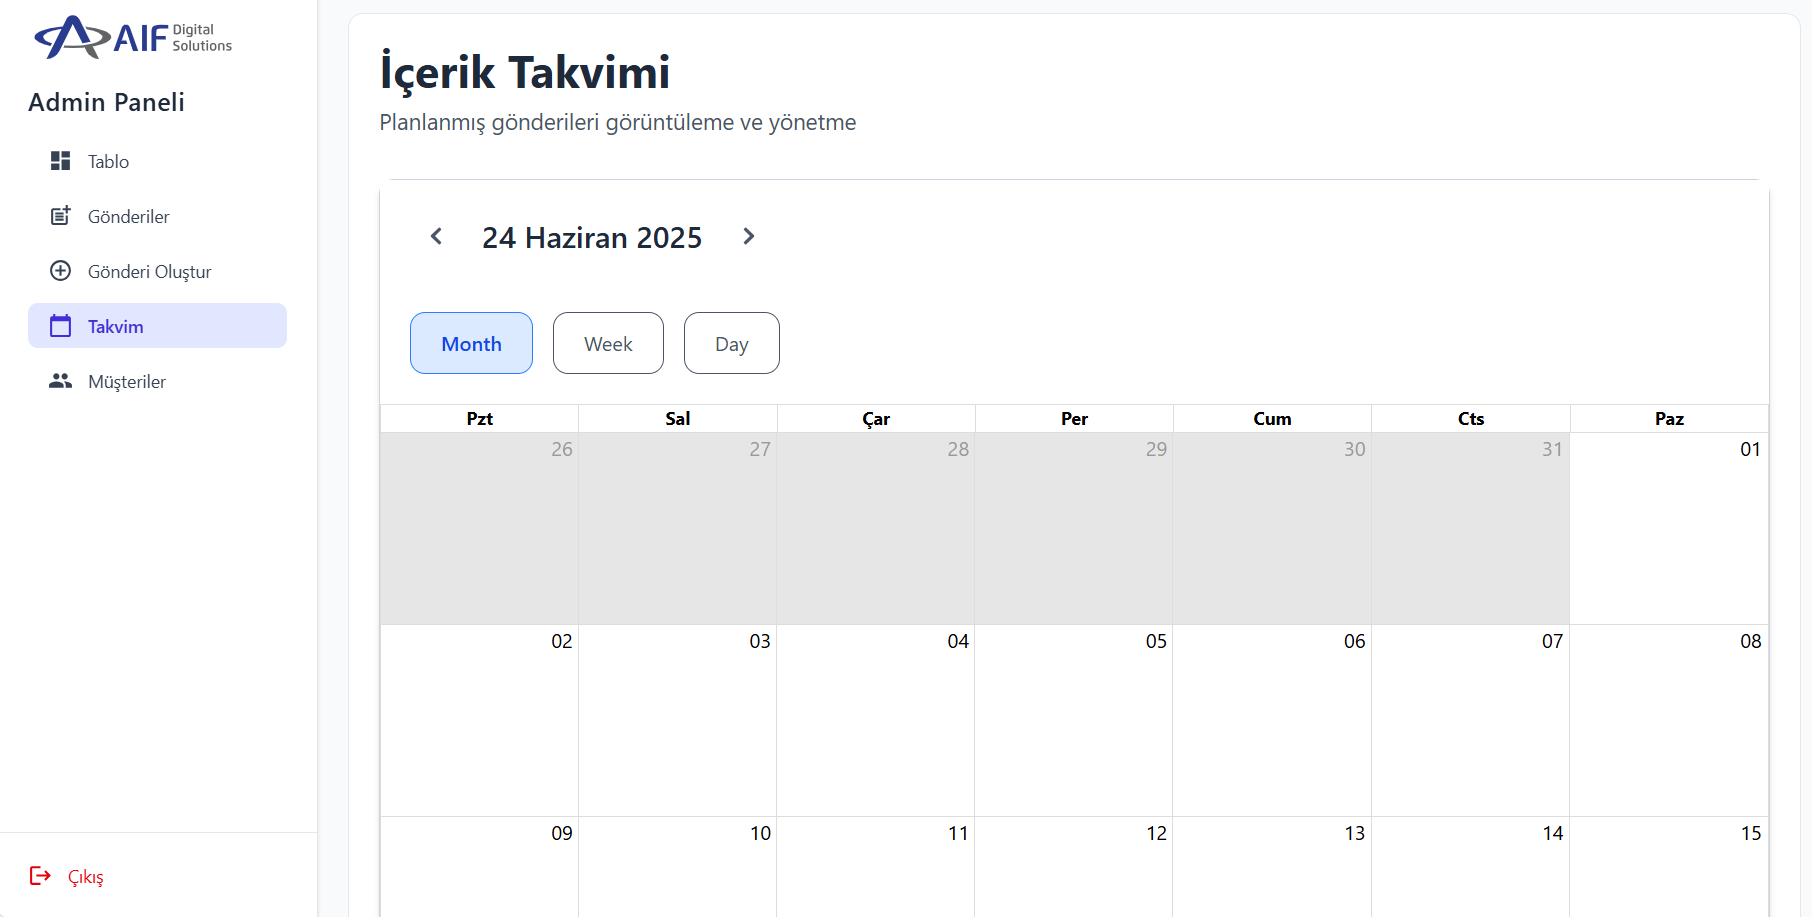 AIF Digital
Solutions
Admin Paneli
Tablo
Gönderiler
Gönderi Oluştur
Takvim
Müşteriler
Çıkış
İçerik Takvimi
Planlanmış gönderileri görüntüleme ve yönetme
24 Haziran 2025
Month Week Day
Pzt Sal Çar Per Cum Cts Paz
26 27 28 29 30 31 01
02 03 04 05 06 07 08
09 10 11 12 13 14 15